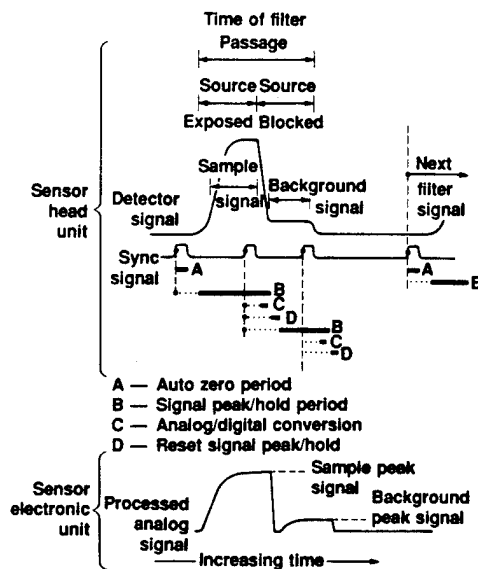 Time of filter
Passage
Source Source
Exposed Blocked
Sample
signal
Background
signal
Next
filter
signal
Sensor
head
unit
Detector
signal
Sync
signal
A
A
B
B
C
D
B
C
D
A — Auto zero period
B — Signal peak/hold period
C — Analog/digital conversion
D — Reset signal peak/hold
Sensor
electronic
unit
Processed
analog
signal
Sample peak
signal
Background
peak signal
Increasing time